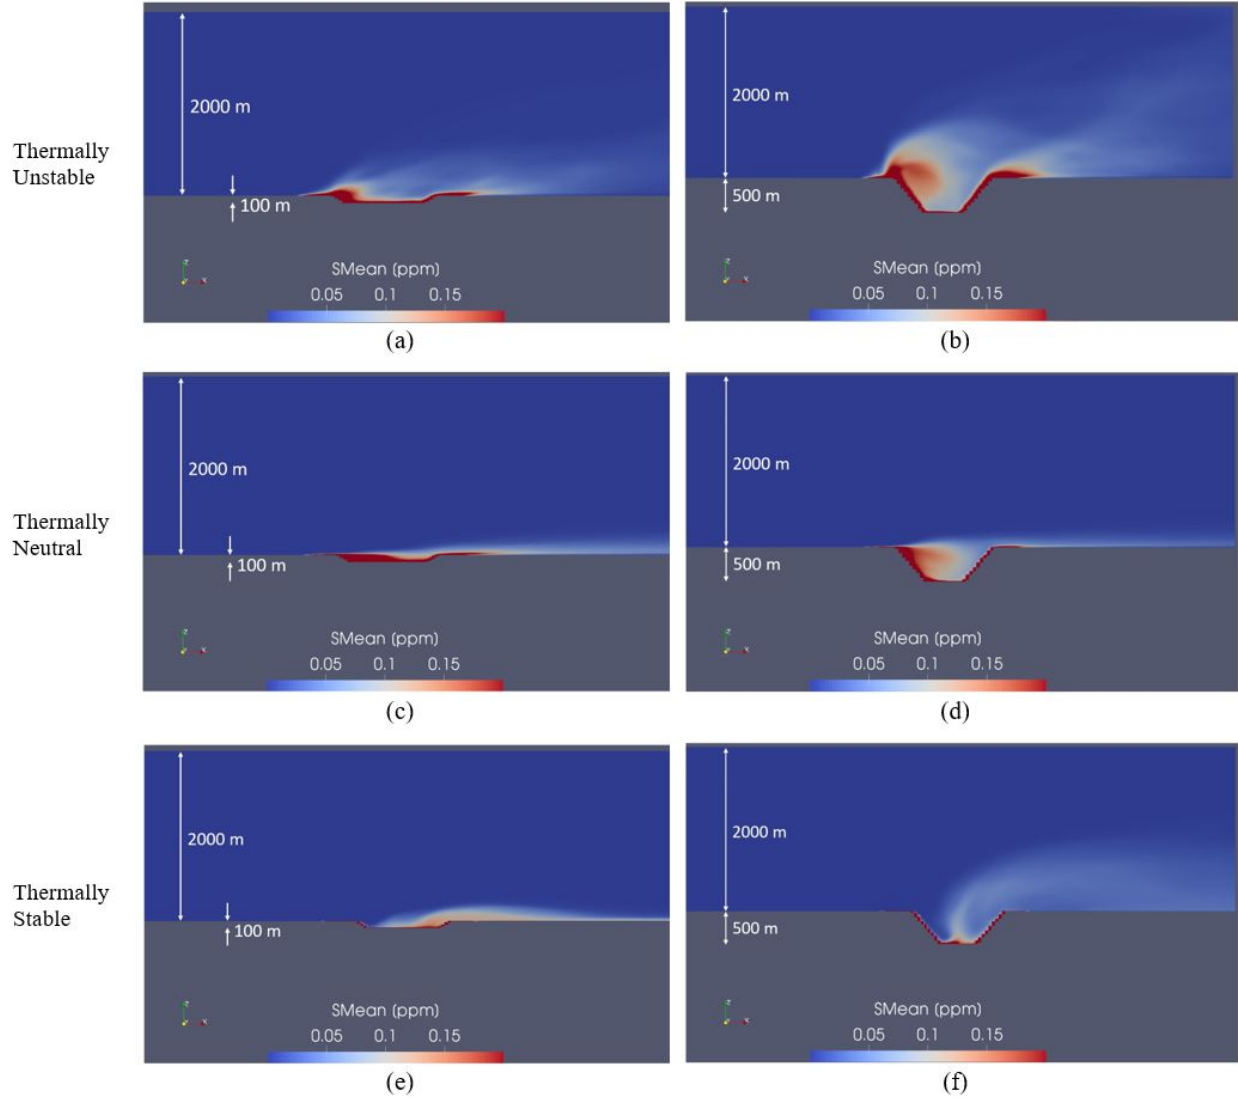 2000 m
100 m
SMean [ppm]
0.05 0.1 0.15
(a)
2000 m
500 m
SMean [ppm]
0.05 0.1 0.15
(b)
Thermally
Unstable
2000 m
100 m
SMean [ppm]
0.05 0.1 0.15
(c)
2000 m
500 m
SMean [ppm]
0.05 0.1 0.15
(d)
Thermally
Neutral
2000 m
100 m
SMean [ppm]
0.05 0.1 0.15
(e)
2000 m
500 m
SMean [ppm]
0.05 0.1 0.15
(f)
Thermally
Stable